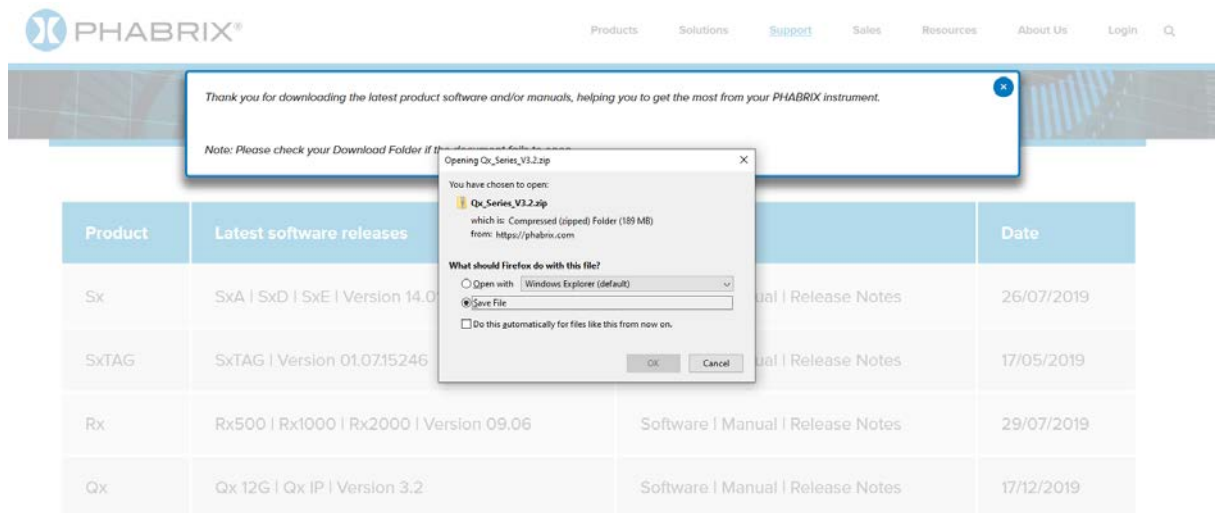 PHABRIX®
Products Solutions Support Sales Resources About Us Login
Thank you for downloading the latest product software and/or manuals, helping you to get the most from your PHABRIX instrument.
Note: Please check your Download Folder if the document fails to open
Opening Qx_Series_V3.2.zip
You have chosen to open:
Qx_Series_V3.2.zip
which is: Compressed (zipped) Folder (189 MB)
from: https://phabrix.com
What should Firefox do with this file?
Open with Windows Explorer (default)
Save File
Do this automatically for files like this from now on.
OK Cancel
Product Latest software releases Date
Sx SxA | SxD | SxE | Version 14.0 ual | Release Notes 26/07/2019
SxTAG SxTAG | Version 01.07.15246 ual | Release Notes 17/05/2019
Rx Rx500 | Rx1000 | Rx2000 | Version 09.06 Software | Manual | Release Notes 29/07/2019
Qx Qx 12G | Qx IP | Version 3.2 Software | Manual | Release Notes 17/12/2019